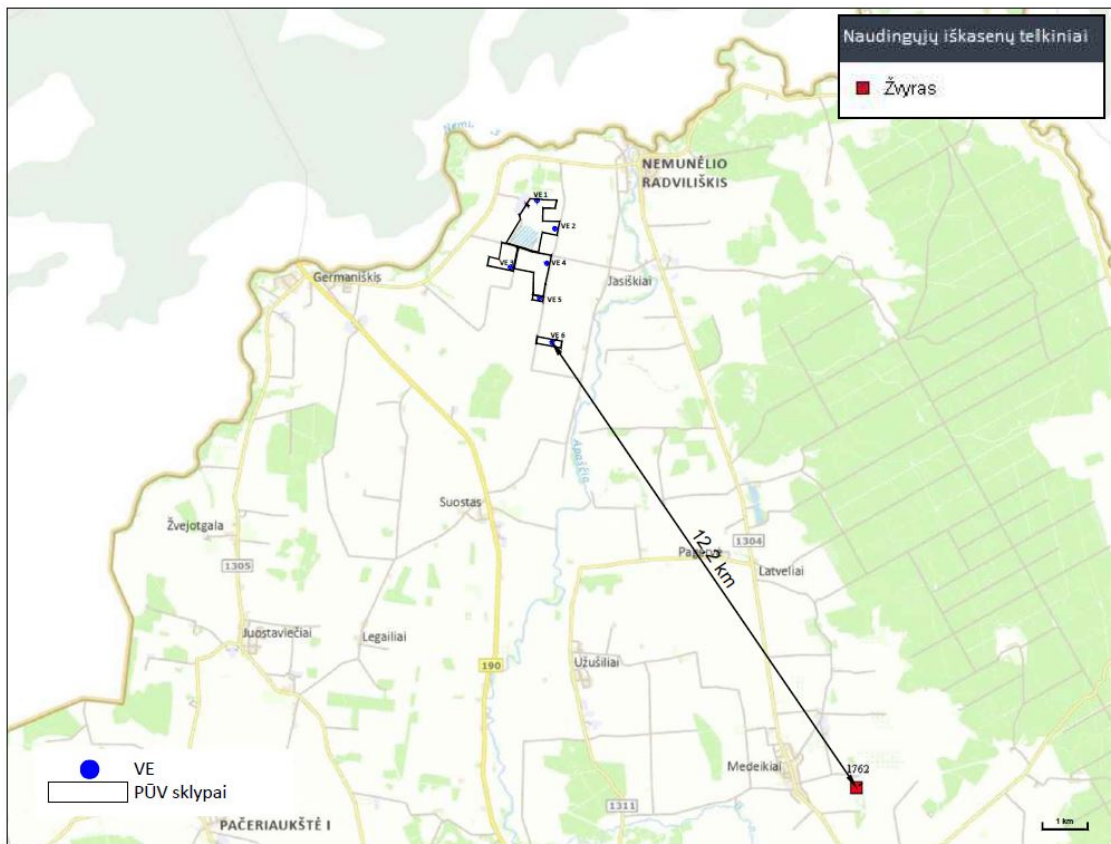 Naudingųjų iškasenų telkiniai
Žvyras
NEMUNĖLIO
RADVILIŠKIS
VE 1
VE 2
VE 3
VE 4
Germaniškis
Jasiškiai
VE 5
VE 6
Apaščia
Suostas
Žvejotgala
1305
12,2 km
1304
Latveliai
Juostaviečiai
Legailiai
Užušiliai
190
Medeikiai
1762
1311
VE
PŪV sklypai
PAČERIAUKŠTĖ I
1 km